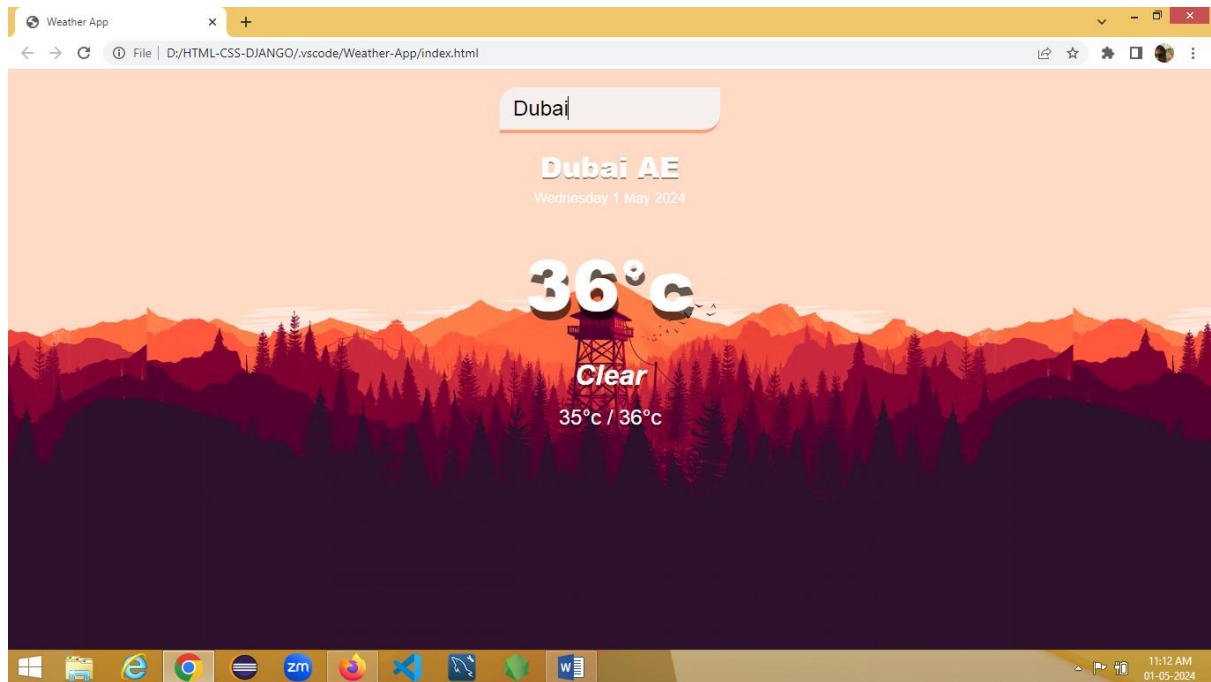 Weather App
File | D:/HTML-CSS-DJANGO/.vscode/Weather-App/index.html
Dubai
Dubai AE
Wednesday 1 May 2024
36°c
Clear
35°c / 36°c
zm
W
11:12 AM
01-05-2024